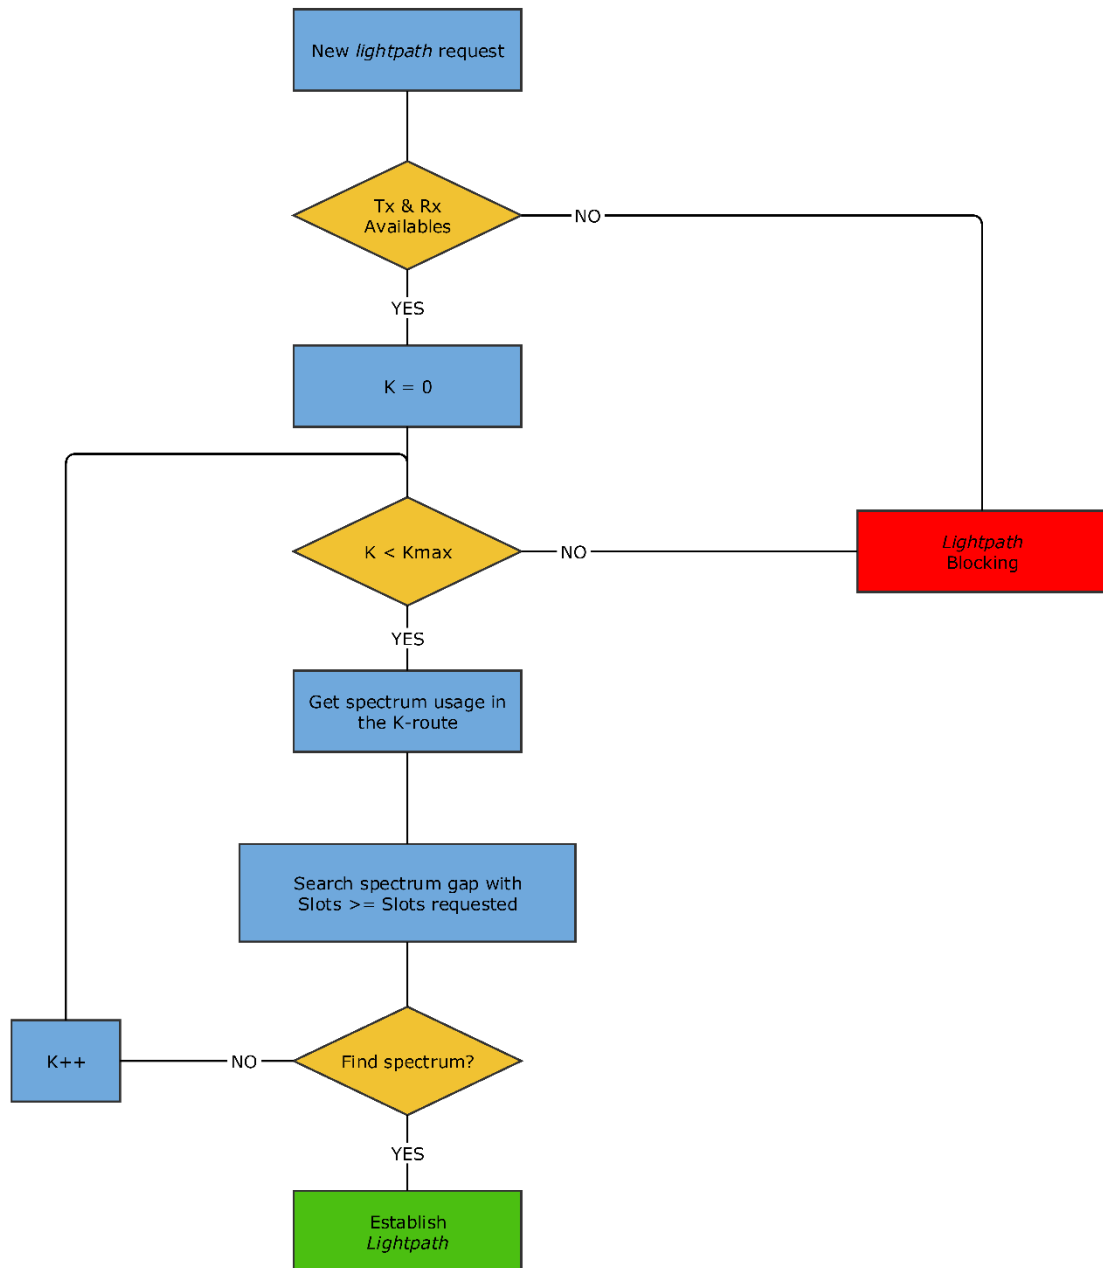 New lightpath request
Tx & Rx
Availables
NO
YES
K = 0
K < Kmax
NO
Lightpath
Blocking
YES
Get spectrum usage in
the K-route
Search spectrum gap with
Slots >= Slots requested
K++
NO
Find spectrum?
YES
Establish
Lightpath